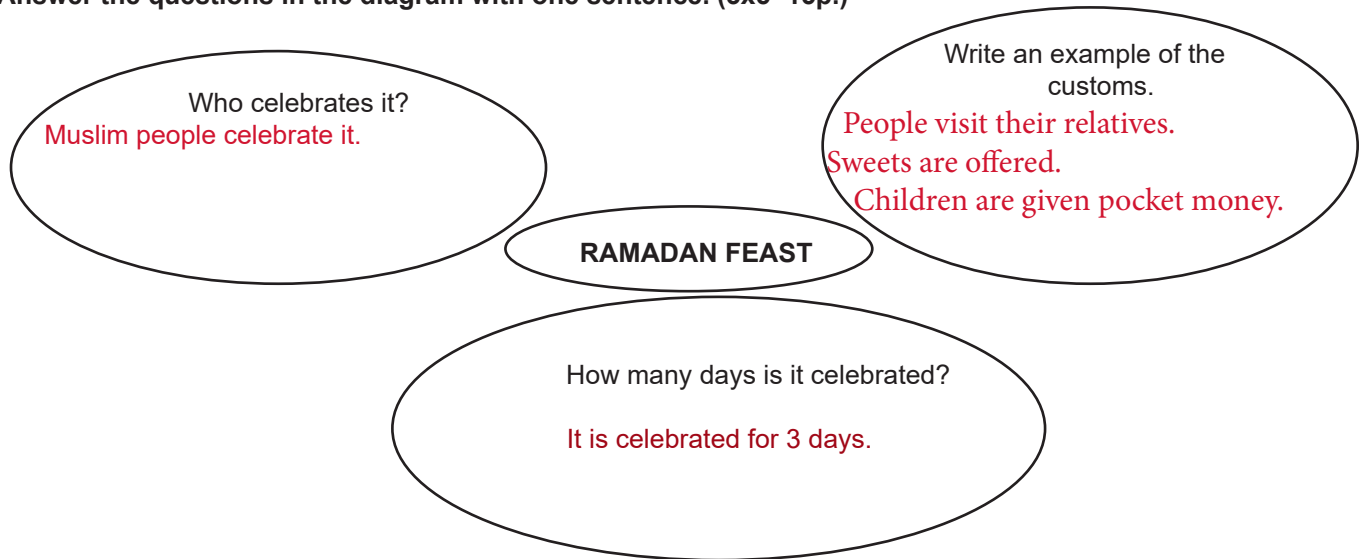 Answer the questions in the diagram with one sentence. (5x3=15p.)
Who celebrates it?
Muslim people celebrate it.
Write an example of the
customs.
People visit their relatives.
Sweets are offered.
Children are given pocket money.
RAMADAN FEAST
How many days is it celebrated?
It is celebrated for 3 days.